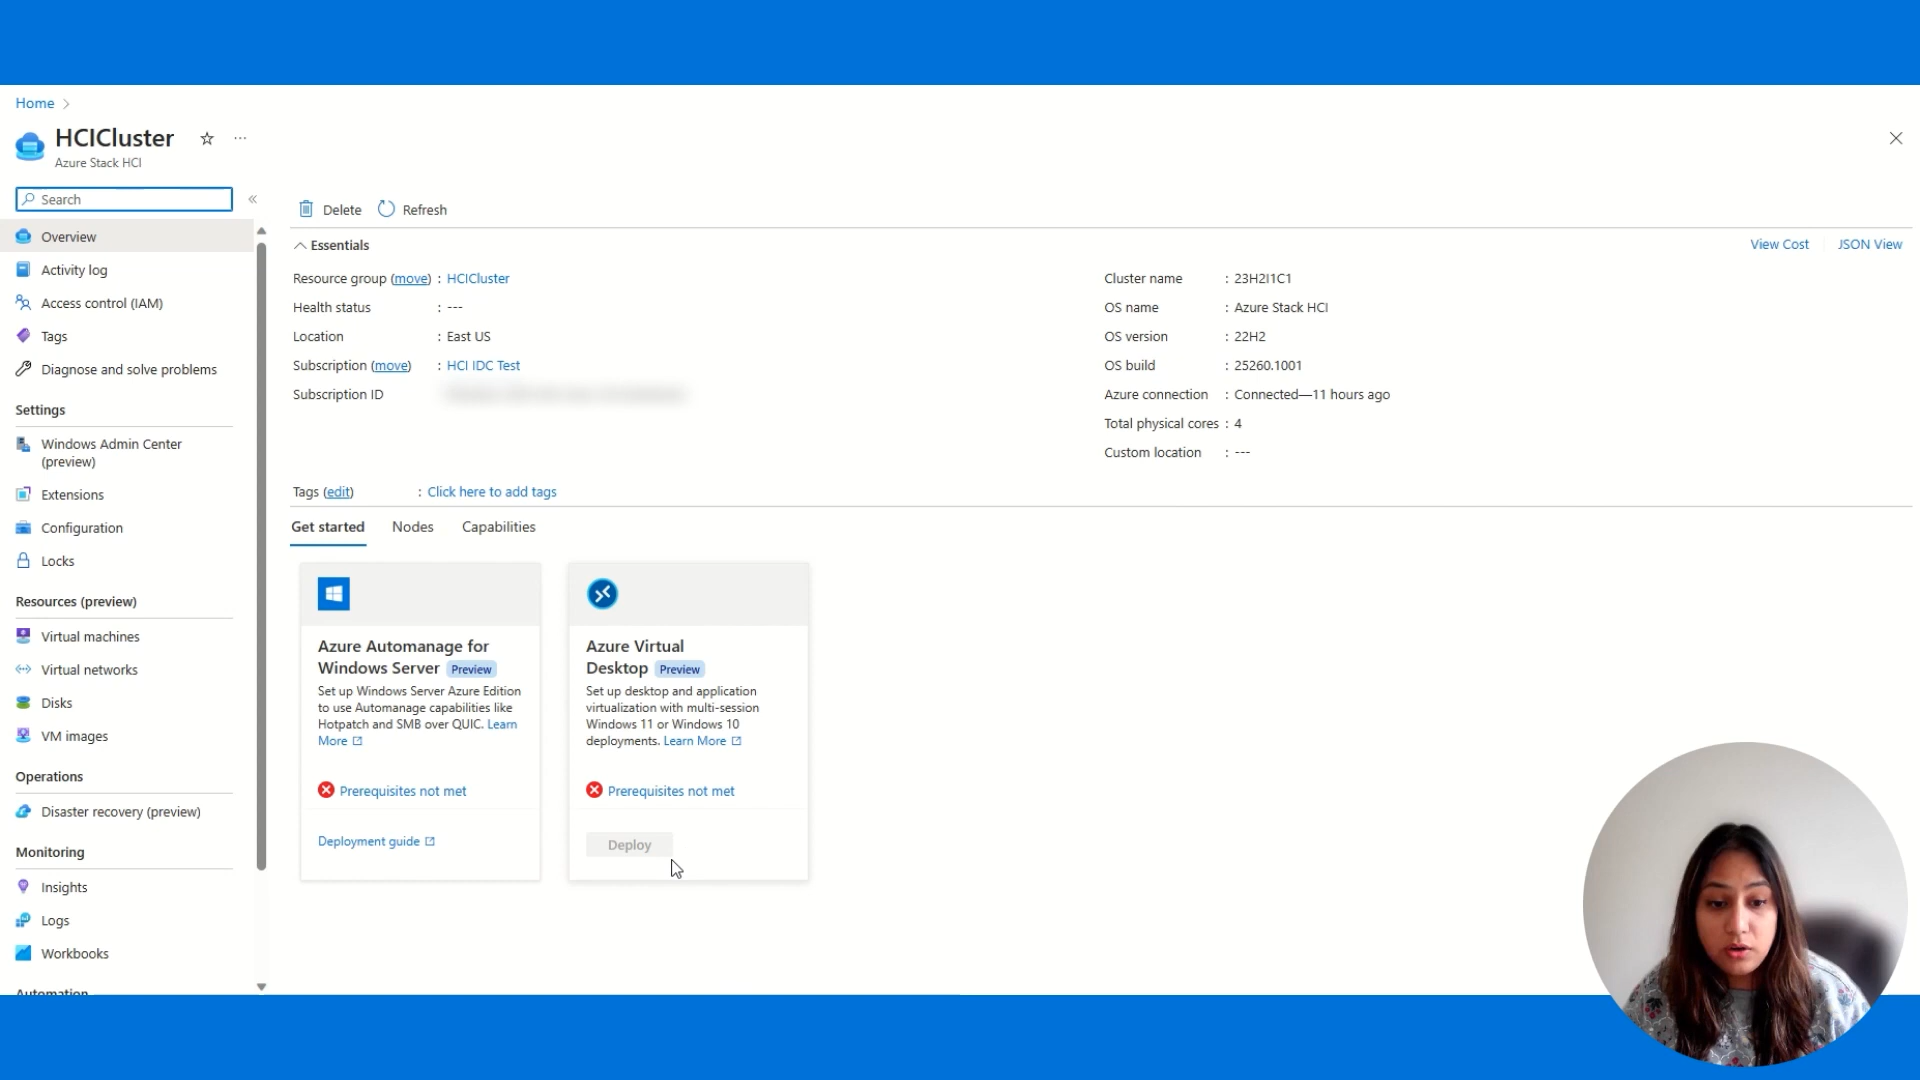 Home
HCICluster
Azure Stack HCI
Search
Overview
Activity log
Access control (IAM)
Tags
Diagnose and solve problems
Settings
Windows Admin Center
(preview)
Extensions
Configuration
Locks
Resources (preview)
Virtual machines
Virtual networks
Disks
VM images
Operations
Disaster recovery (preview)
Monitoring
Insights
Logs
Workbooks
Automation
Delete Refresh
Essentials
View Cost JSON View
Resource group (move) : HCICluster
Health status : ---
Location : East US
Subscription (move) : HCI IDC Test
Subscription ID
Cluster name : 23H2I1C1
OS name : Azure Stack HCI
OS version : 22H2
OS build : 25260.1001
Azure connection : Connected—11 hours ago
Total physical cores : 4
Custom location : ---
Tags (edit) : Click here to add tags
Get started Nodes Capabilities
Azure Automanage for
Windows Server Preview
Set up Windows Server Azure Edition
to use Automanage capabilities like
Hotpatch and SMB over QUIC. Learn
More
Prerequisites not met
Deployment guide
Azure Virtual
Desktop Preview
Set up desktop and application
virtualization with multi-session
Windows 11 or Windows 10
deployments. Learn More
Prerequisites not met
Deploy